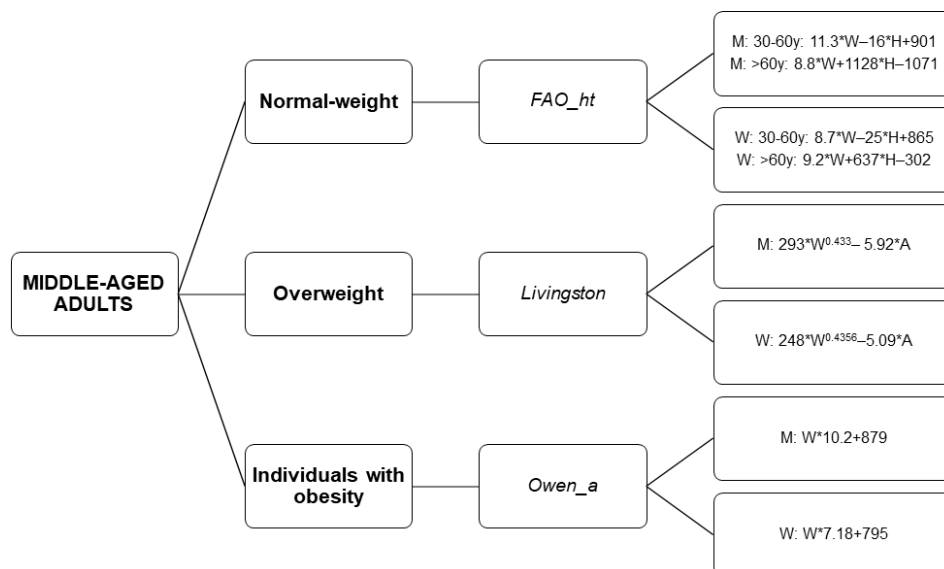 MIDDLE-AGED
ADULTS
Normal-weight
FAO_ht
M: 30-60y: 11.3*W–16*H+901
M: >60y: 8.8*W+1128*H–1071
W: 30-60y: 8.7*W–25*H+865
W: >60y: 9.2*W+637*H–302
Overweight
Livingston
M: 293*W^0.433– 5.92*A
W: 248*W^0.4356–5.09*A
Individuals with
obesity
Owen_a
M: W*10.2+879
W: W*7.18+795